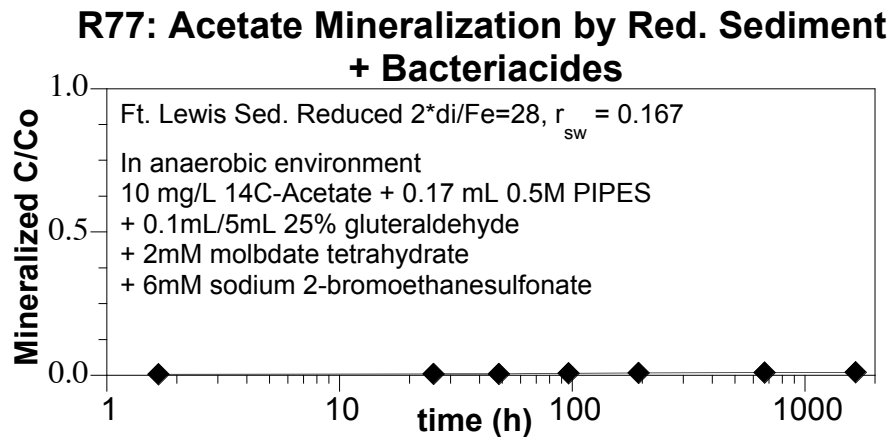 R77: Acetate Mineralization by Red. Sediment
+ Bacteriacides
Mineralized C/Co
1.0
0.5
0.0
Ft. Lewis Sed. Reduced 2*di/Fe=28, r_sw = 0.167
In anaerobic environment
10 mg/L 14C-Acetate + 0.17 mL 0.5M PIPES
+ 0.1mL/5mL 25% gluteraldehyde
+ 2mM molbdate tetrahydrate
+ 6mM sodium 2-bromoethanesulfonate
1 10 100 1000
time (h)